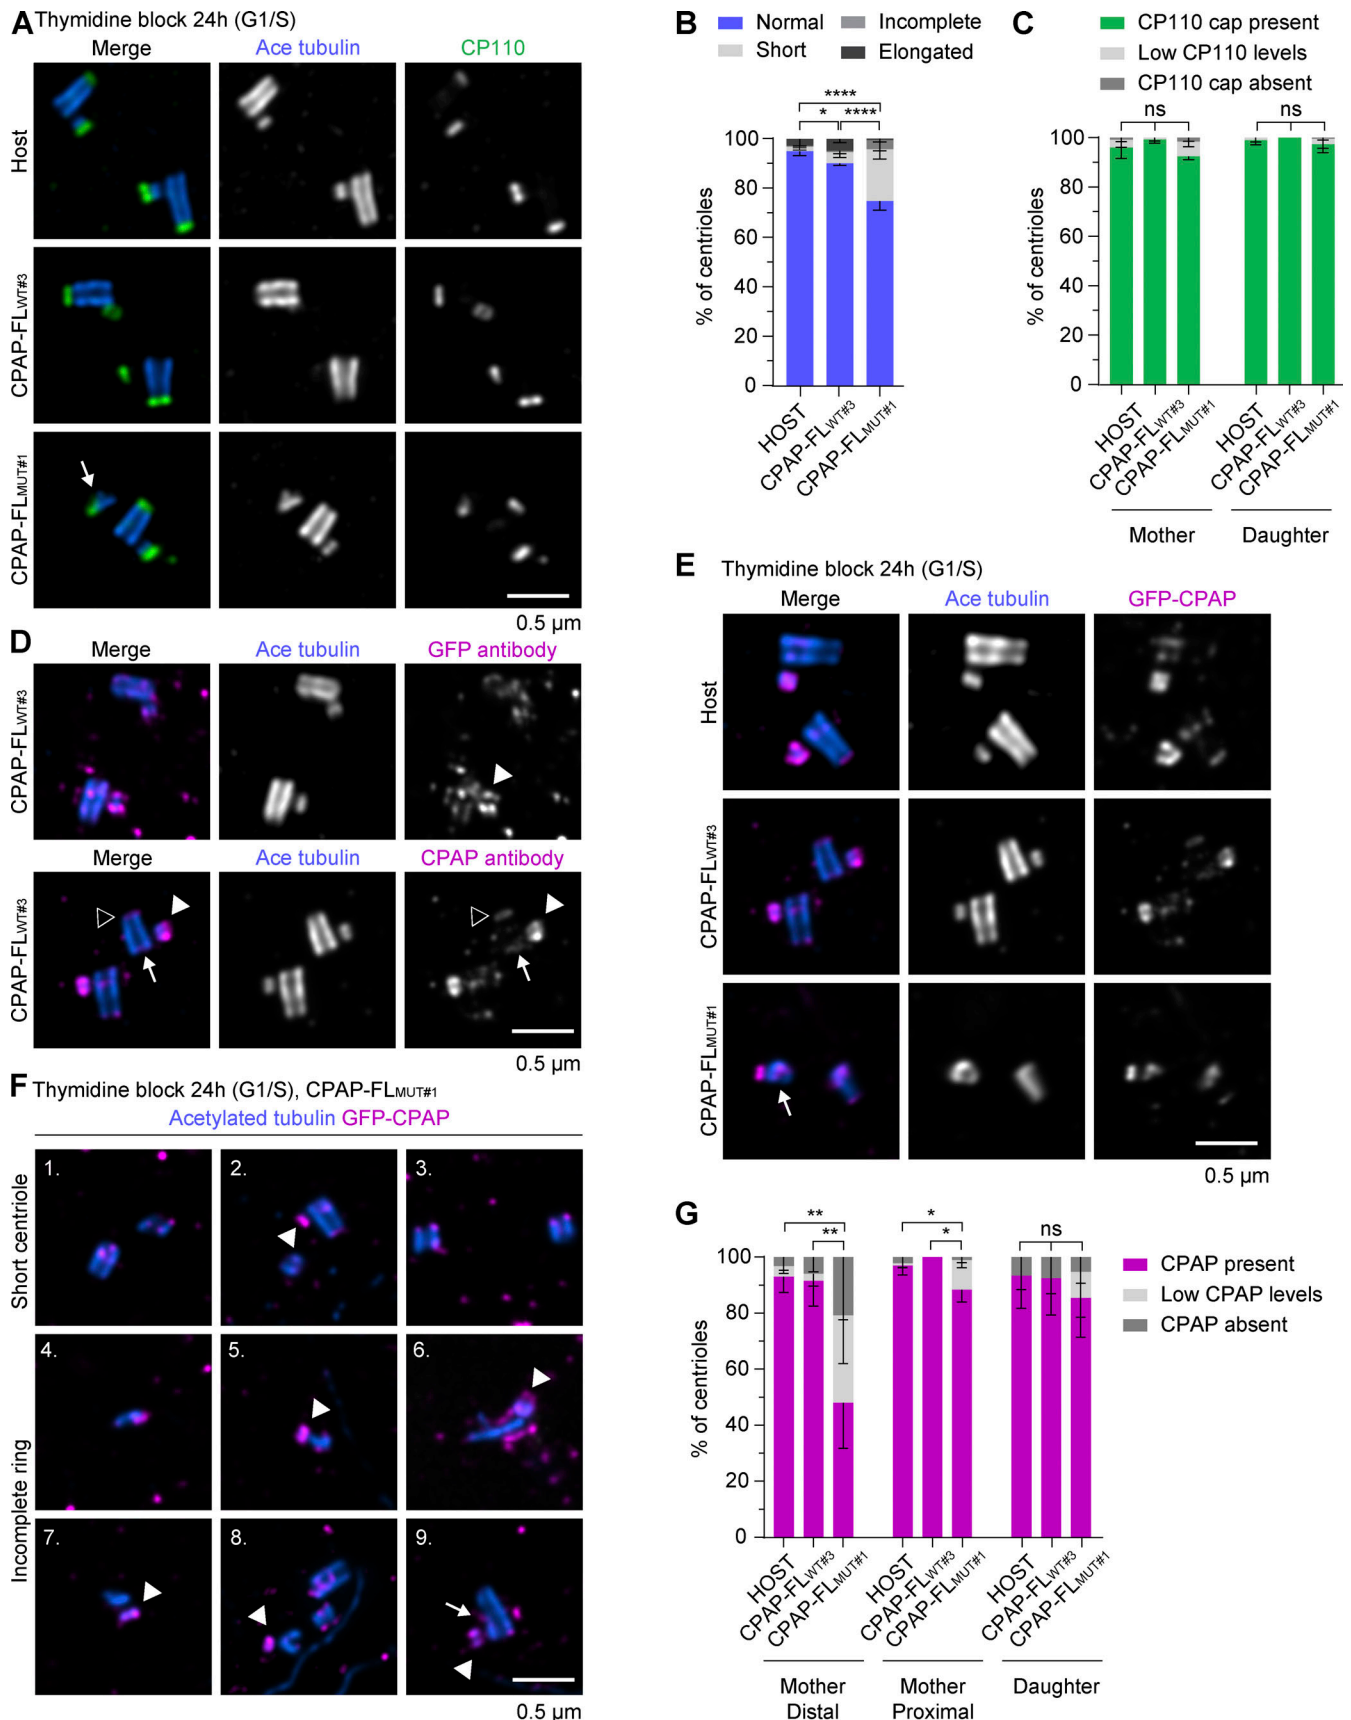 A Thymidine block 24h (G1/S)
Merge Ace tubulin CP110
Host
CPAP-FLWT#3
CPAP-FLMUT#1
0.5 µm
B
Normal Incomplete
Short Elongated
**** 
* ****
% of centrioles
100
80
60
40
20
0
HOST
CPAP-FLWT#3
CPAP-FLMUT#1
C
CP110 cap present
Low CP110 levels
CP110 cap absent
ns ns
% of centrioles
100
80
60
40
20
0
HOST
CPAP-FLWT#3
CPAP-FLMUT#1
HOST
CPAP-FLWT#3
CPAP-FLMUT#1
Mother Daughter
D
Merge Ace tubulin GFP antibody
CPAP-FLWT#3
Merge Ace tubulin CPAP antibody
CPAP-FLWT#3
0.5 µm
E Thymidine block 24h (G1/S)
Merge Ace tubulin GFP-CPAP
Host
CPAP-FLWT#3
CPAP-FLMUT#1
0.5 µm
F Thymidine block 24h (G1/S), CPAP-FLMUT#1
Acetylated tubulin GFP-CPAP
Short centriole
1. 2. 3.
Incomplete ring
4. 5. 6.
7. 8. 9.
0.5 µm
G
** * ns
** *
CPAP present
Low CPAP levels
CPAP absent
% of centrioles
100
80
60
40
20
0
HOST
CPAP-FLWT#3
CPAP-FLMUT#1
HOST
CPAP-FLWT#3
CPAP-FLMUT#1
HOST
CPAP-FLWT#3
CPAP-FLMUT#1
Mother Distal
Mother Proximal
Daughter